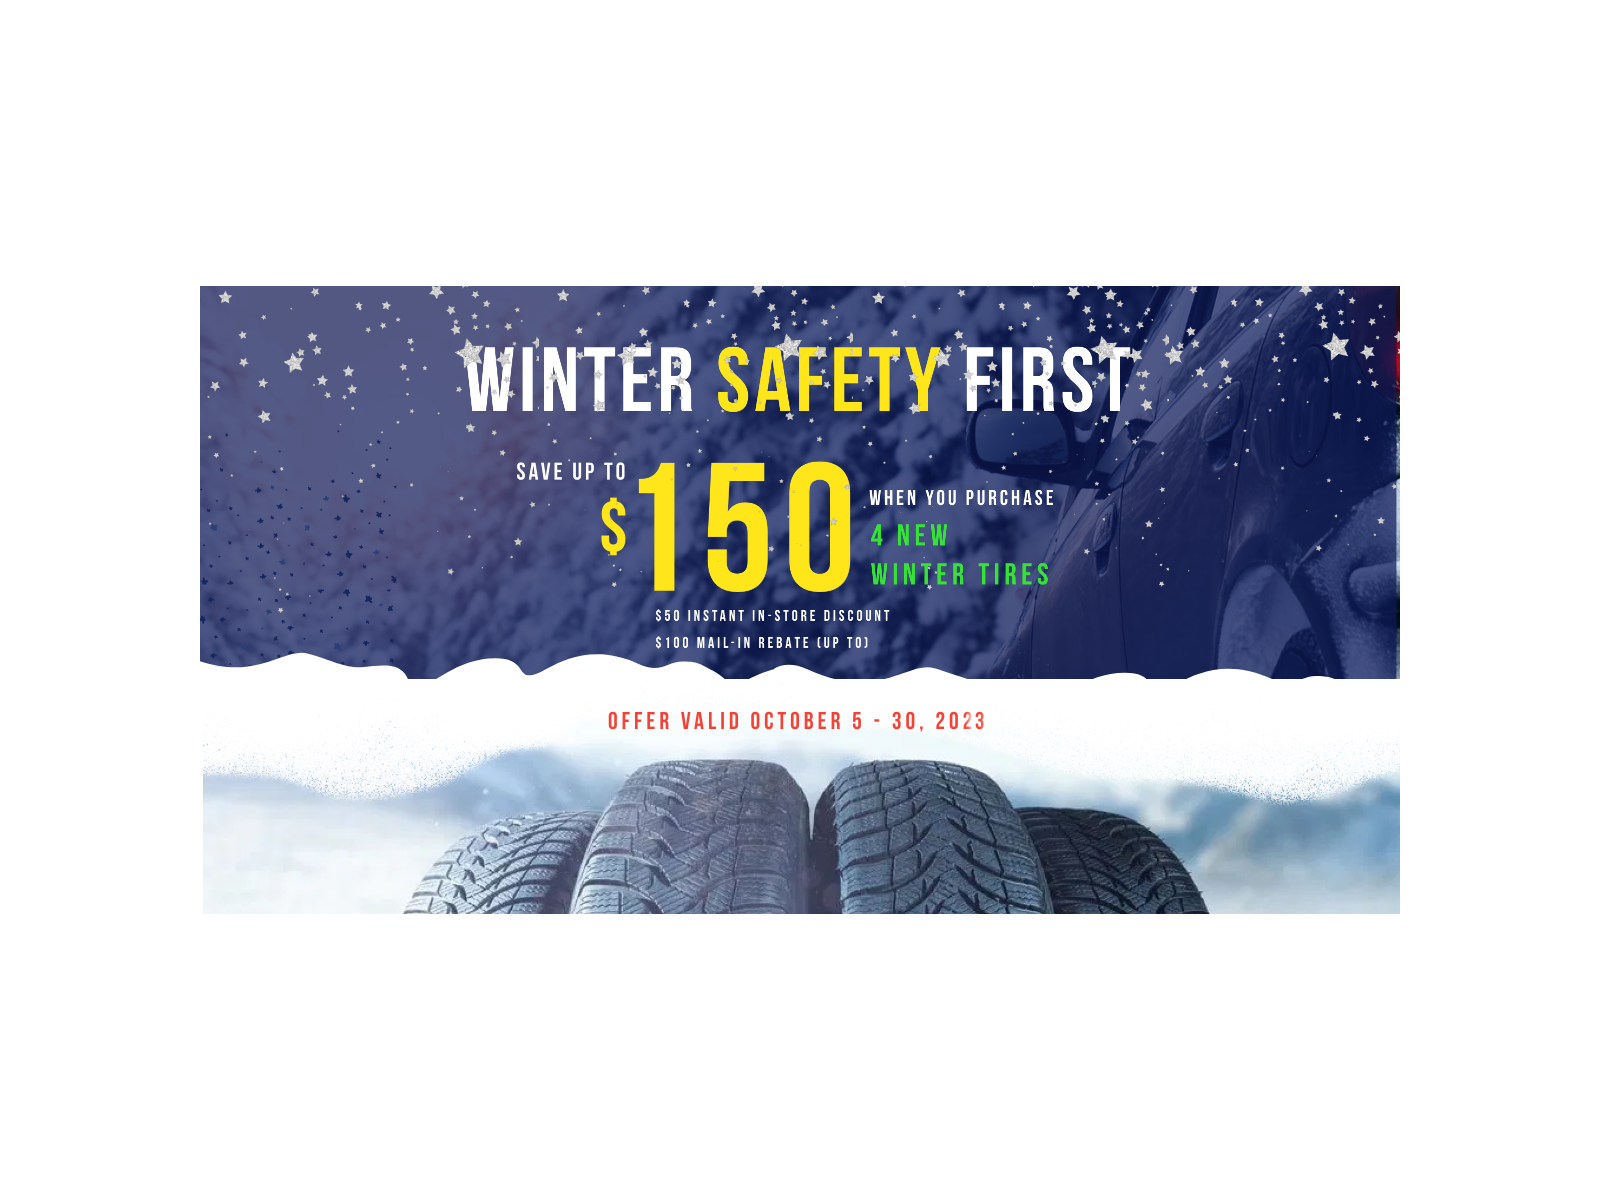 WINTER SAFETY FIRST
SAVE UP TO
$150
WHEN YOU PURCHASE
4 NEW
WINTER TIRES
$50 INSTANT IN-STORE DISCOUNT
$100 MAIL-IN REBATE (UP TO)
OFFER VALID OCTOBER 5 - 30, 2023